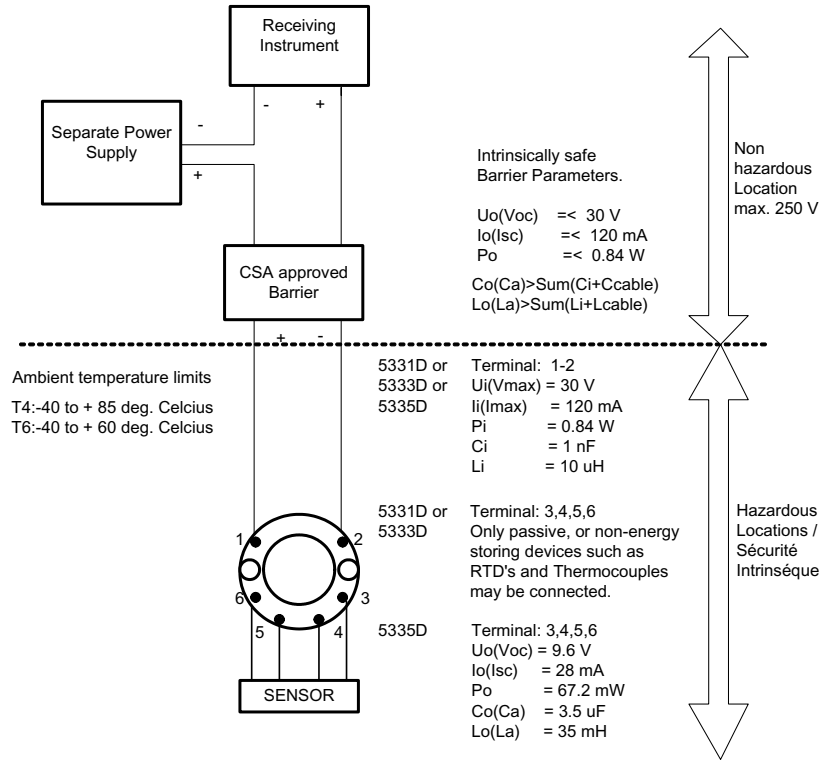 Receiving
Instrument
- +
Separate Power
Supply
-
+
CSA approved
Barrier
+ -
Intrinsically safe
Barrier Parameters.
Uo(Voc) =< 30 V
Io(Isc) =< 120 mA
Po =< 0.84 W
Co(Ca)>Sum(Ci+Ccable)
Lo(La)>Sum(Li+Lcable)
Non
hazardous
Location
max. 250 V
Ambient temperature limits
T4:-40 to + 85 deg. Celcius
T6:-40 to + 60 deg. Celcius
5331D or
5333D or
5335D
Terminal: 1-2
Ui(Vmax) = 30 V
Ii(Imax) = 120 mA
Pi = 0.84 W
Ci = 1 nF
Li = 10 uH
5331D or
5333D
Terminal: 3,4,5,6
Only passive, or non-energy
storing devices such as
RTD's and Thermocouples
may be connected.
5335D
Terminal: 3,4,5,6
Uo(Voc) = 9.6 V
Io(Isc) = 28 mA
Po = 67.2 mW
Co(Ca) = 3.5 uF
Lo(La) = 35 mH
Hazardous
Locations /
Sécurité
Intrinséque
1 2
6 3
5 4
SENSOR